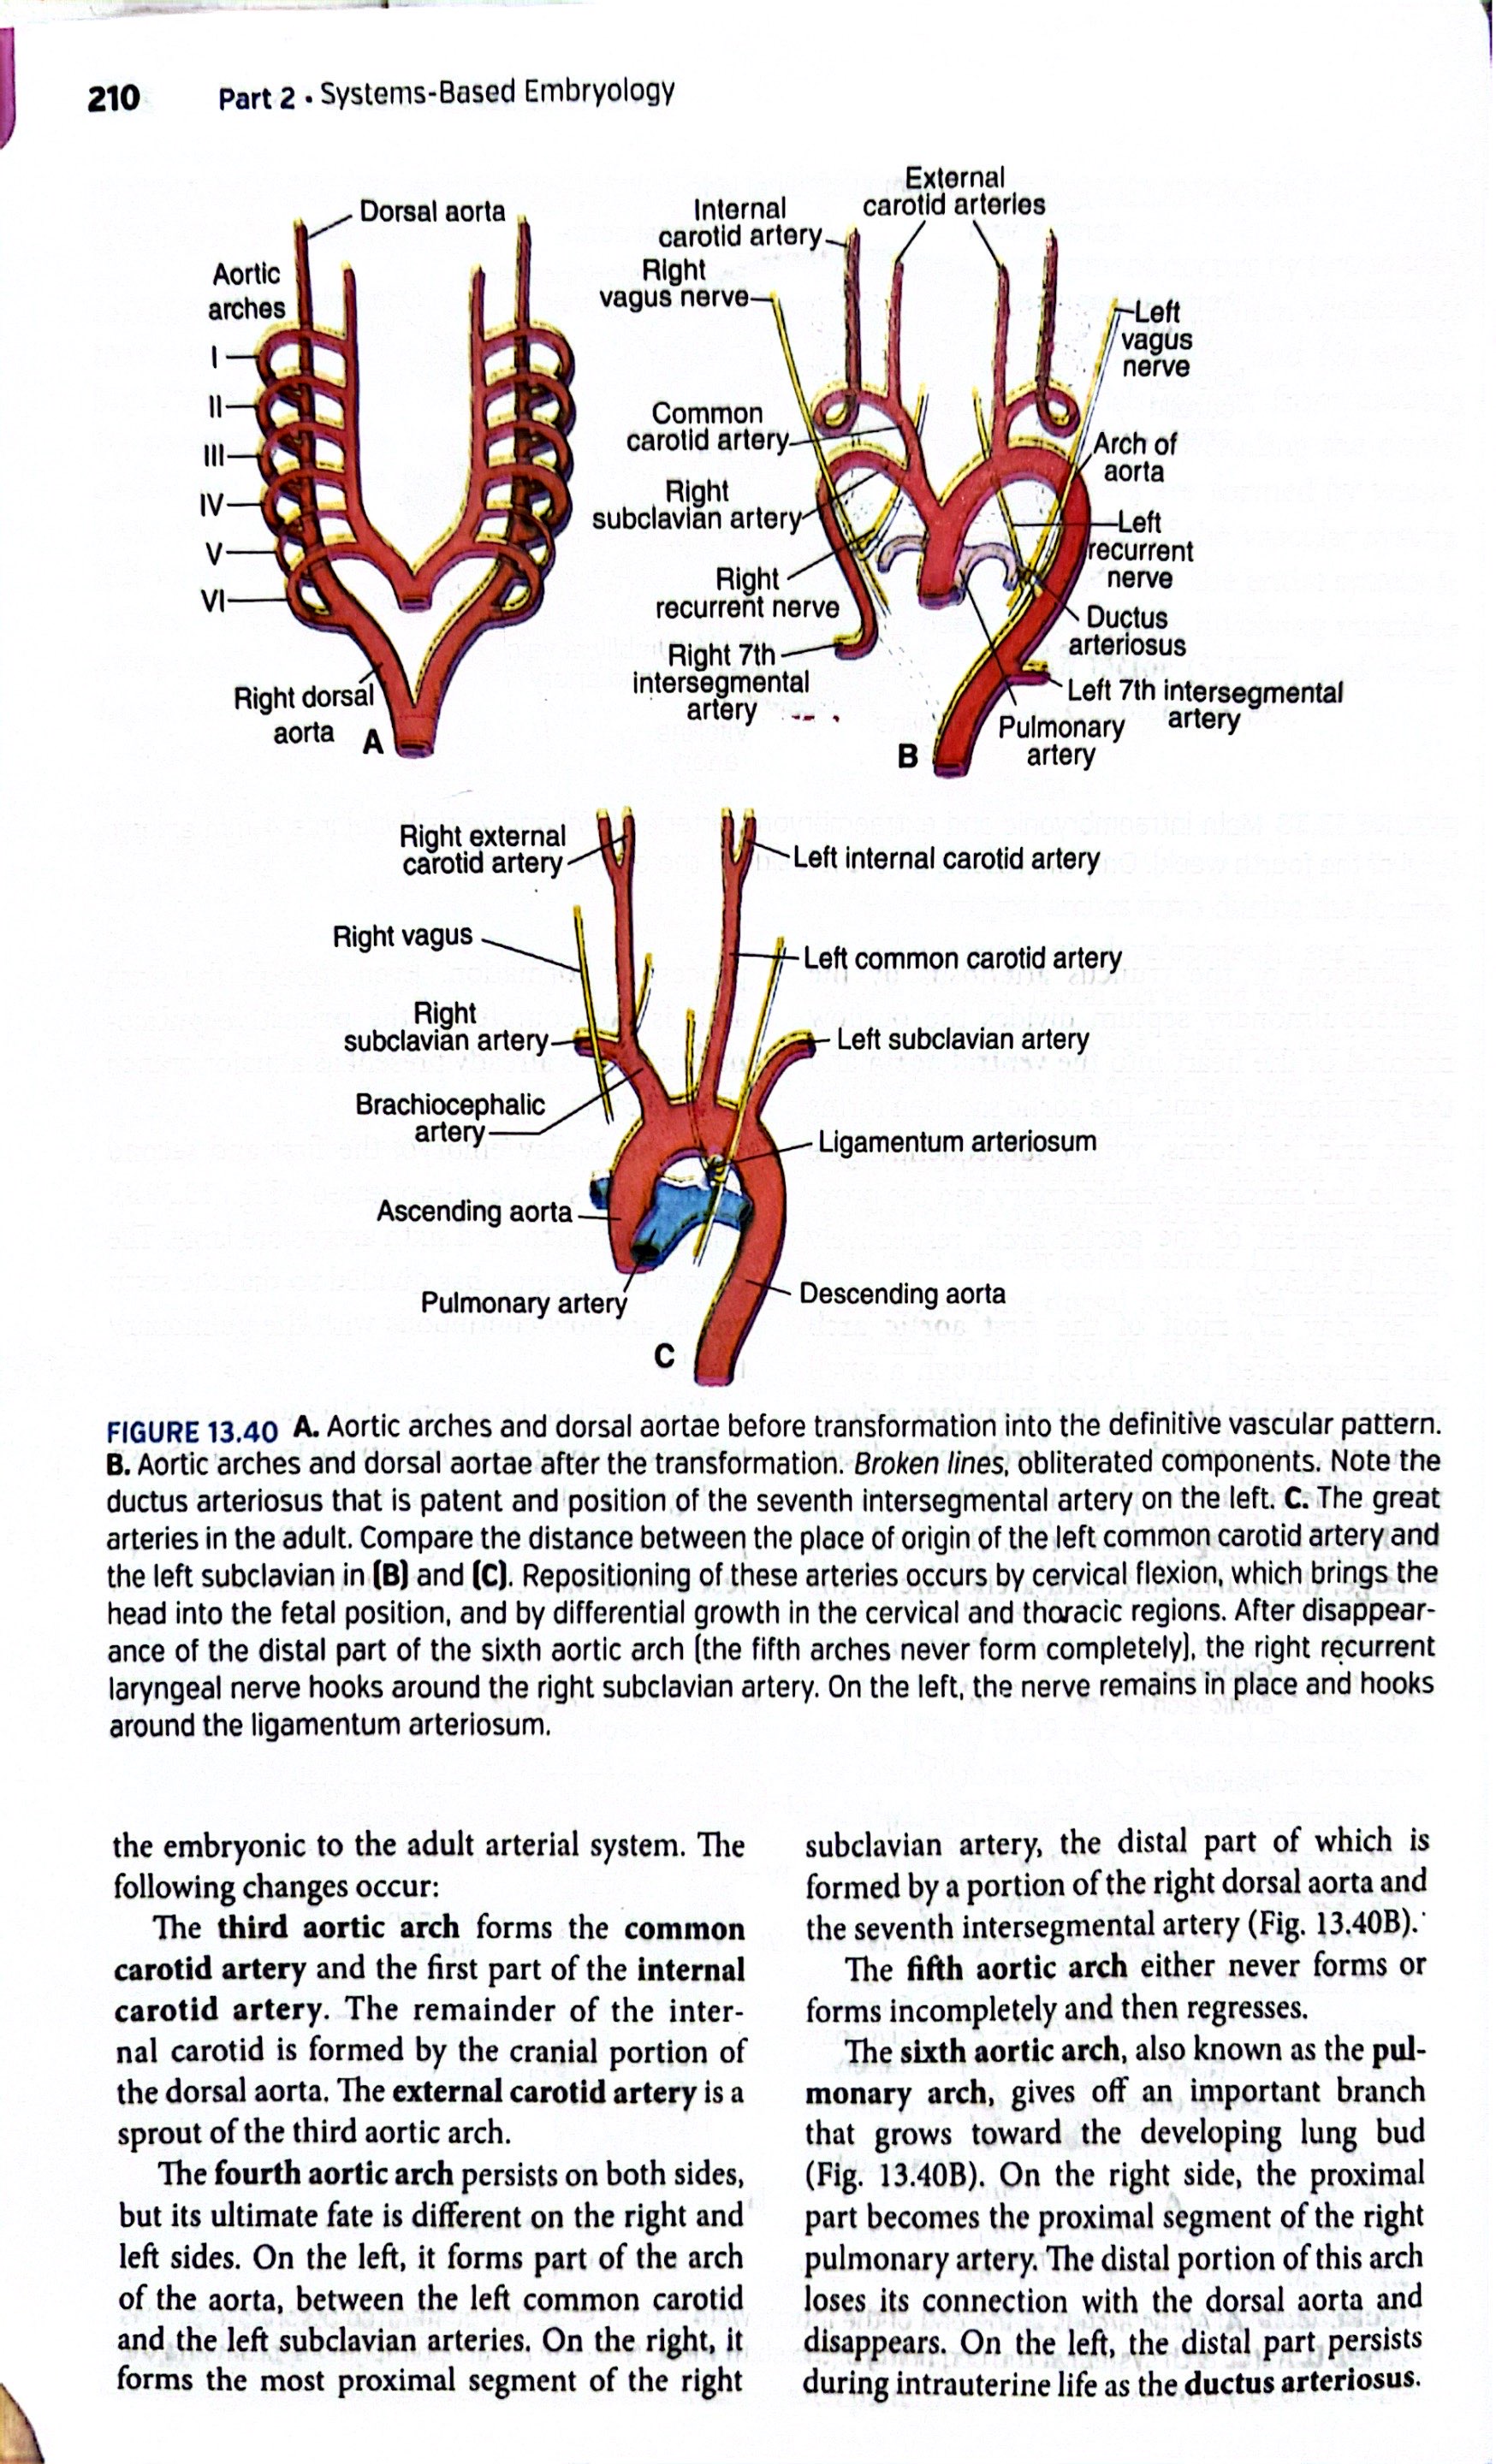 210 Part 2 • Systems-Based Embryology
Dorsal aorta
Aortic
arches
I
II
III
IV
V
VI
Right dorsal
aorta
A
External
carotid arteries
Internal
carotid artery
Right
vagus nerve
Left
vagus
nerve
Common
carotid artery
Arch of
aorta
Right
subclavian artery
Left
recurrent
nerve
Right
recurrent nerve
Ductus
arteriosus
Right 7th
intersegmental
artery
Left 7th intersegmental
artery
Pulmonary
artery
B
Right external
carotid artery
Left internal carotid artery
Right vagus
Left common carotid artery
Right
subclavian artery
Left subclavian artery
Brachiocephalic
artery
Ligamentum arteriosum
Ascending aorta
Pulmonary artery
Descending aorta
C
FIGURE 13.40 A. Aortic arches and dorsal aortae before transformation into the definitive vascular pattern.
B. Aortic arches and dorsal aortae after the transformation. Broken lines, obliterated components. Note the
ductus arteriosus that is patent and position of the seventh intersegmental artery on the left. C. The great
arteries in the adult. Compare the distance between the place of origin of the left common carotid artery and
the left subclavian in (B) and (C). Repositioning of these arteries occurs by cervical flexion, which brings the
head into the fetal position, and by differential growth in the cervical and thoracic regions. After disappear-
ance of the distal part of the sixth aortic arch (the fifth arches never form completely), the right recurrent
laryngeal nerve hooks around the right subclavian artery. On the left, the nerve remains in place and hooks
around the ligamentum arteriosum.
the embryonic to the adult arterial system. The
following changes occur:
The third aortic arch forms the common
carotid artery and the first part of the internal
carotid artery. The remainder of the inter-
nal carotid is formed by the cranial portion of
the dorsal aorta. The external carotid artery is a
sprout of the third aortic arch.
The fourth aortic arch persists on both sides,
but its ultimate fate is different on the right and
left sides. On the left, it forms part of the arch
of the aorta, between the left common carotid
and the left subclavian arteries. On the right, it
forms the most proximal segment of the right
subclavian artery, the distal part of which is
formed by a portion of the right dorsal aorta and
the seventh intersegmental artery (Fig. 13.40B).
The fifth aortic arch either never forms or
forms incompletely and then regresses.
The sixth aortic arch, also known as the pul-
monary arch, gives off an important branch
that grows toward the developing lung bud
(Fig. 13.40B). On the right side, the proximal
part becomes the proximal segment of the right
pulmonary artery. The distal portion of this arch
loses its connection with the dorsal aorta and
disappears. On the left, the distal part persists
during intrauterine life as the ductus arteriosus.